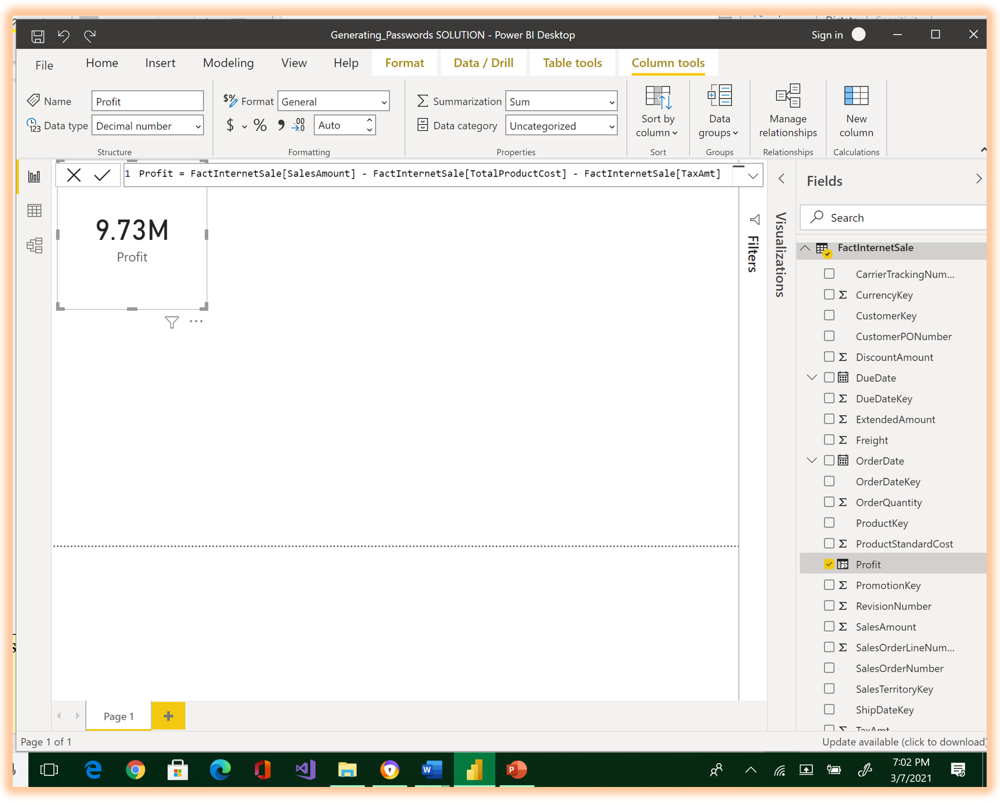 Generating_Passwords SOLUTION - Power BI Desktop
Sign in
File Home Insert Modeling View Help Format Data / Drill Table tools Column tools
Name Profit
Format General
Summarization Sum
Data type Decimal number
$ % Auto
Data category Uncategorized
Sort by column
Data groups
Manage relationships
New column
Structure Formatting Properties Sort Groups Relationships Calculations
1 Profit = FactInternetSale[SalesAmount] - FactInternetSale[TotalProductCost] - FactInternetSale[TaxAmt]
9.73M
Profit
Filters
Visualizations
Fields
Search
FactInternetSale
CarrierTrackingNum...
CurrencyKey
CustomerKey
CustomerPONumber
DiscountAmount
DueDate
DueDateKey
ExtendedAmount
Freight
OrderDate
OrderDateKey
OrderQuantity
ProductKey
ProductStandardCost
Profit
PromotionKey
RevisionNumber
SalesAmount
SalesOrderLineNum...
SalesOrderNumber
SalesTerritoryKey
ShipDateKey
TaxAmt
Page 1
Page 1 of 1
Update available (click to download)
7:02 PM
3/7/2021